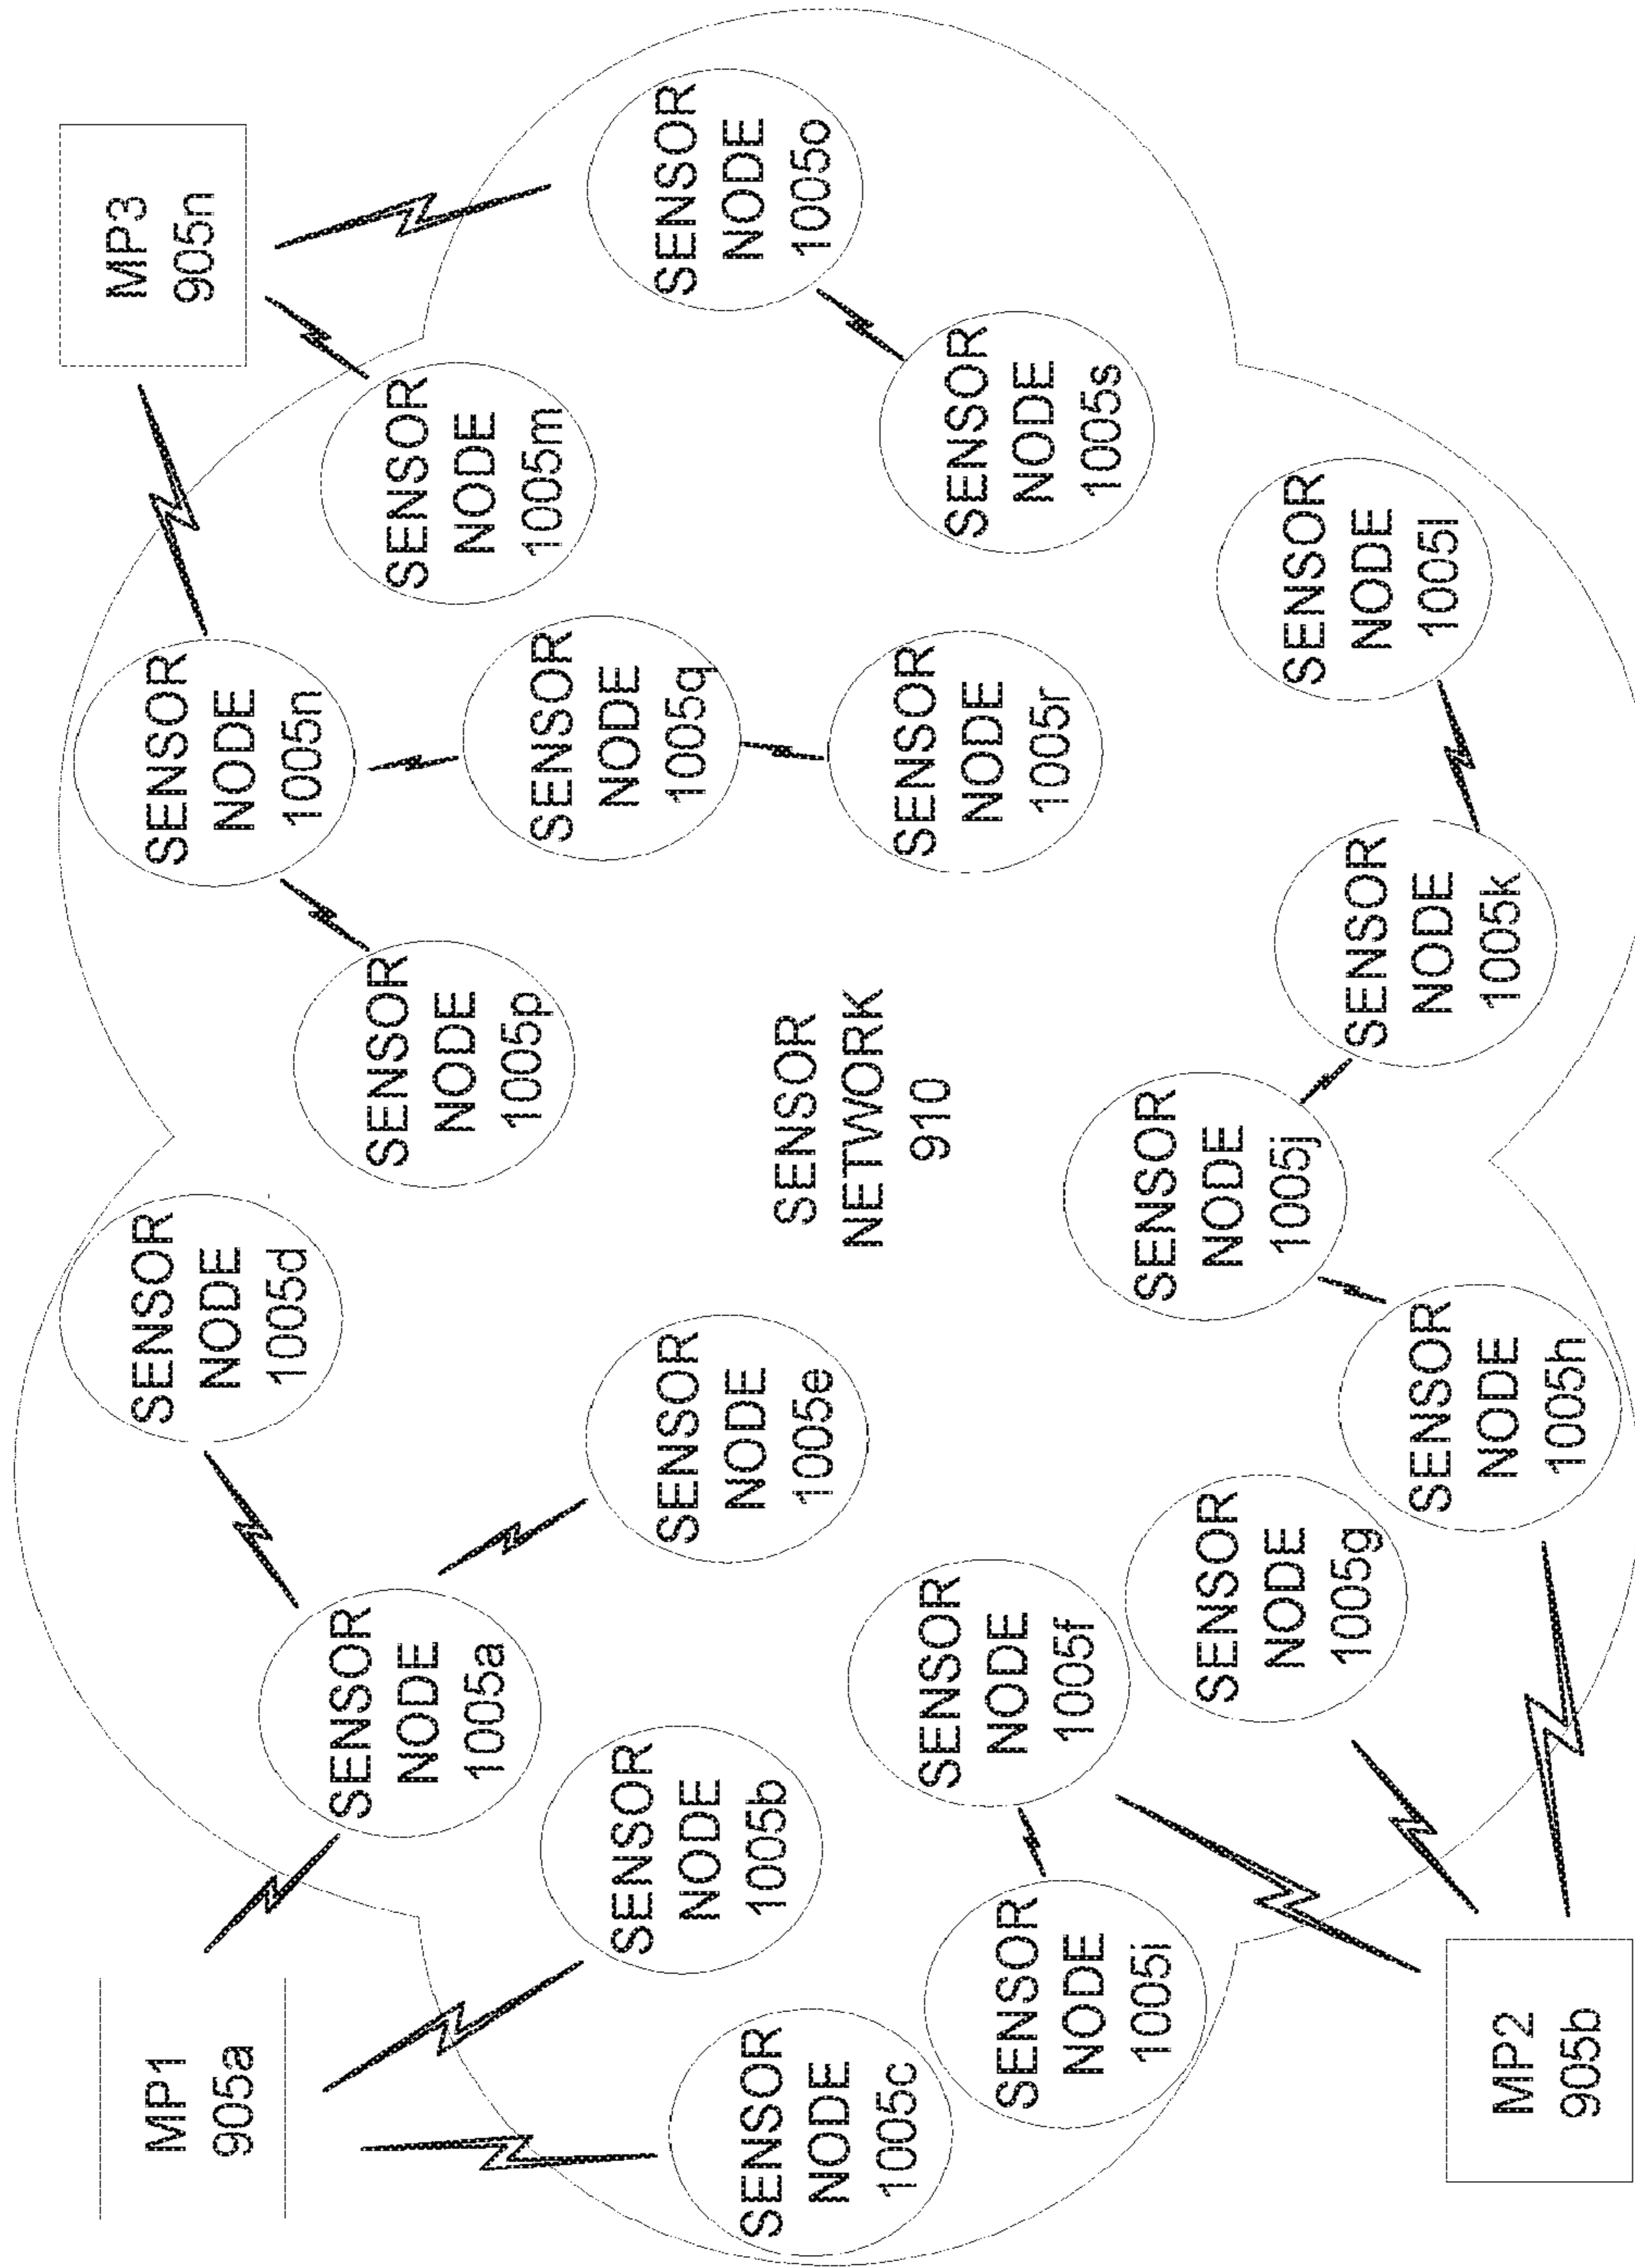 MP1
905a
SENSOR
NODE
1005a
SENSOR
NODE
1005d
SENSOR
NODE
1005p
SENSOR
NODE
1005n
MP3
905n
SENSOR
NODE
1005m
SENSOR
NODE
1005q
SENSOR
NODE
1005e
SENSOR
NODE
1005b
SENSOR
NODE
1005c
SENSOR
NETWORK
910
SENSOR
NODE
1005r
SENSOR
NODE
1005o
SENSOR
NODE
1005s
SENSOR
NODE
1005f
SENSOR
NODE
1005i
SENSOR
NODE
1005g
SENSOR
NODE
1005j
SENSOR
NODE
1005k
SENSOR
NODE
1005l
SENSOR
NODE
1005h
MP2
905b